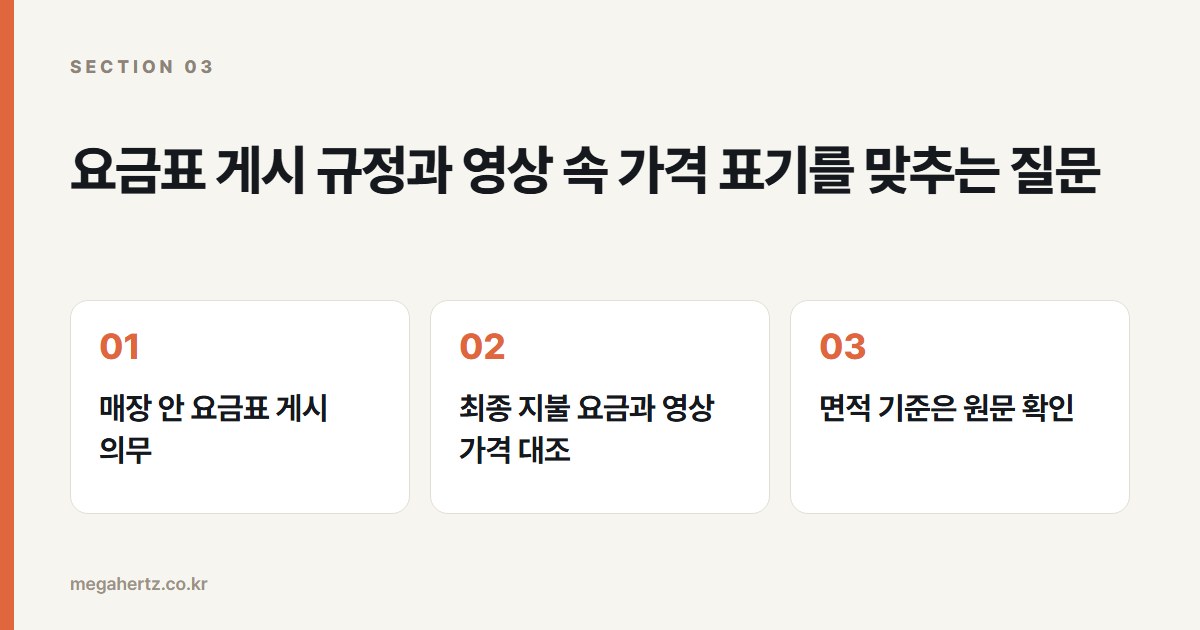 SECTION 03
요금표 게시 규정과 영상 속 가격 표기를 맞추는 질문
01
매장 안 요금표 게시
의무
02
최종 지불 요금과 영상
가격 대조
03
면적 기준은 원문 확인
megahertz.co.kr